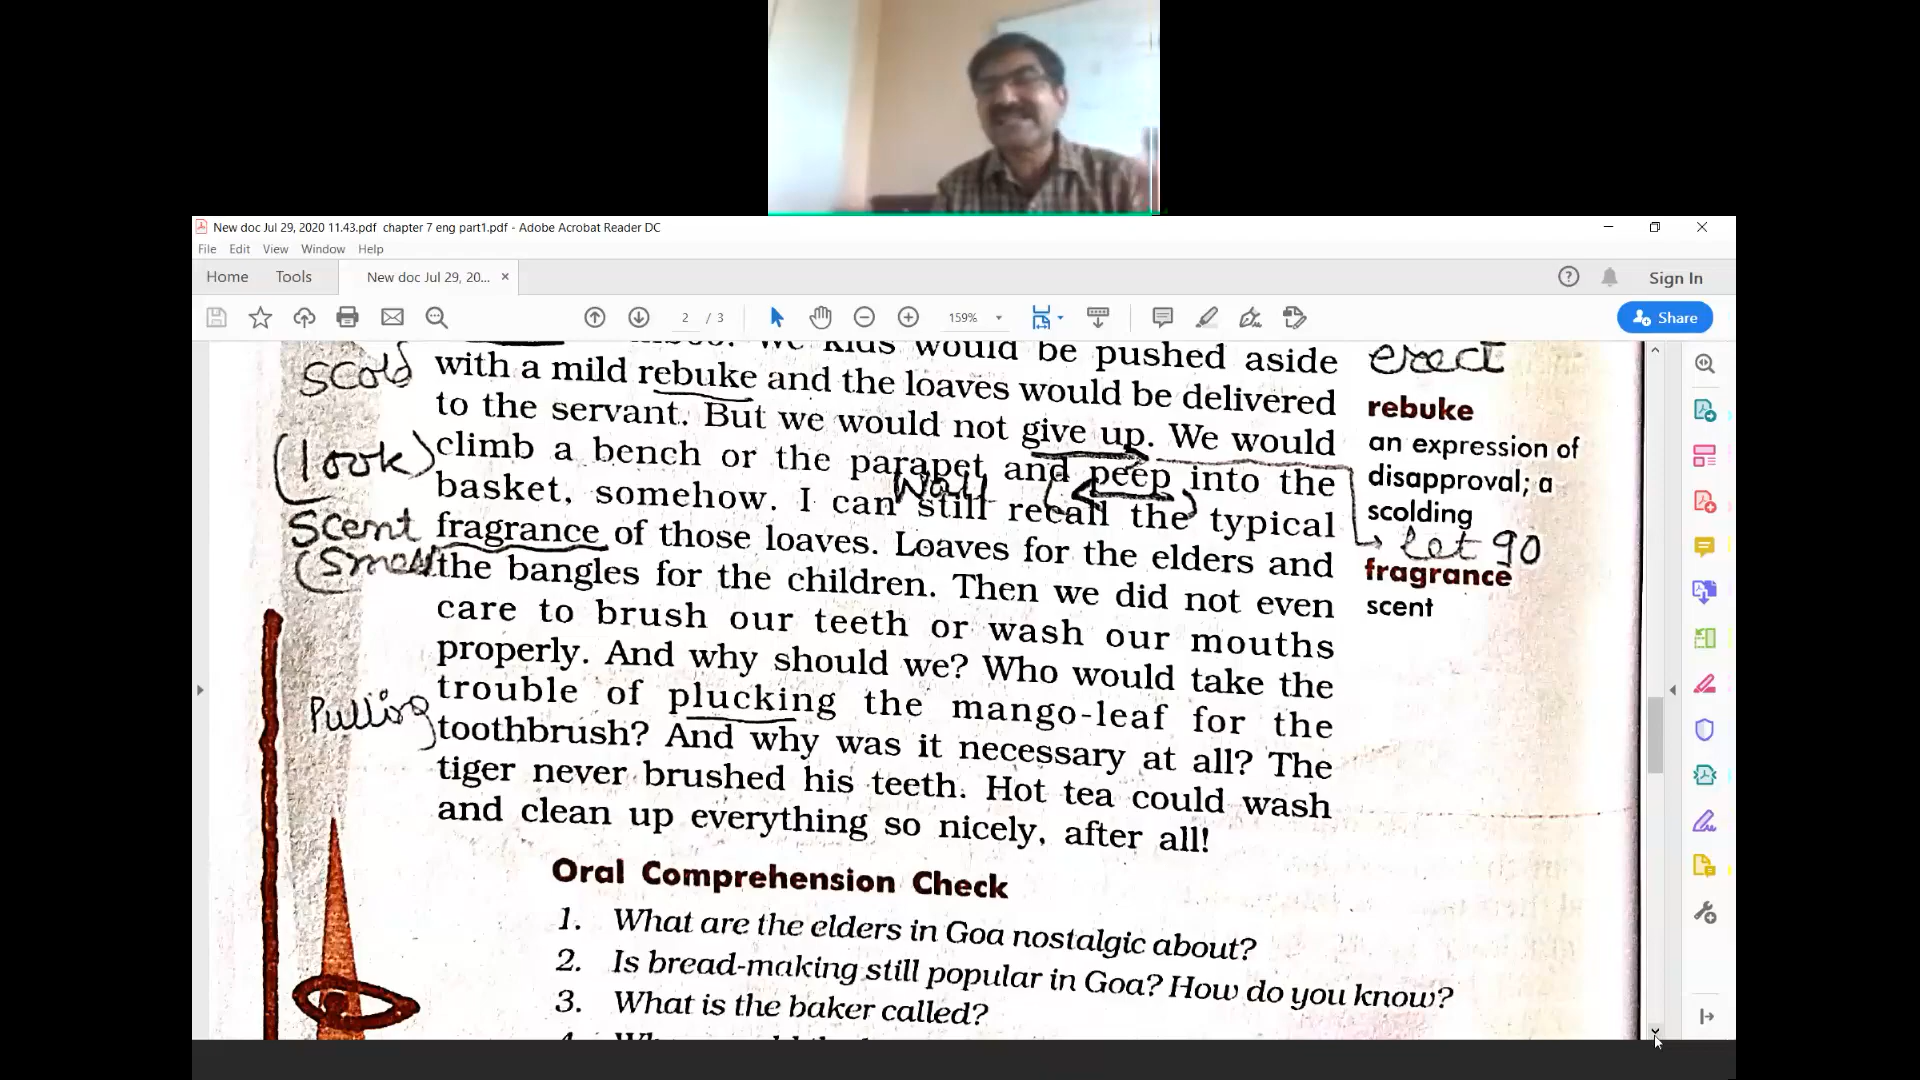 New doc Jul 29, 2020 11.43.pdf chapter 7 eng part1.pdf - Adobe Acrobat Reader DC
File Edit View Window Help
Home Tools New doc Jul 29, 20... ×
Sign In
2 / 3 159% Share
We kids would be pushed aside
erect
scold
with a mild rebuke and the loaves would be delivered
rebuke
to the servant. But we would not give up. We would
an expression of
(look)
climb a bench or the parapet and peep into the
disapproval; a
wall
basket, somehow. I can still recall the typical
scolding
scent
fragrance of those loaves. Loaves for the elders and
let go
fragrance
(smell
the bangles for the children. Then we did not even
scent
care to brush our teeth or wash our mouths
properly. And why should we? Who would take the
trouble of plucking the mango-leaf for the
Pulling
toothbrush? And why was it necessary at all? The
tiger never brushed his teeth. Hot tea could wash
and clean up everything so nicely, after all!
Oral Comprehension Check
1. What are the elders in Goa nostalgic about?
2. Is bread-making still popular in Goa? How do you know?
3. What is the baker called?